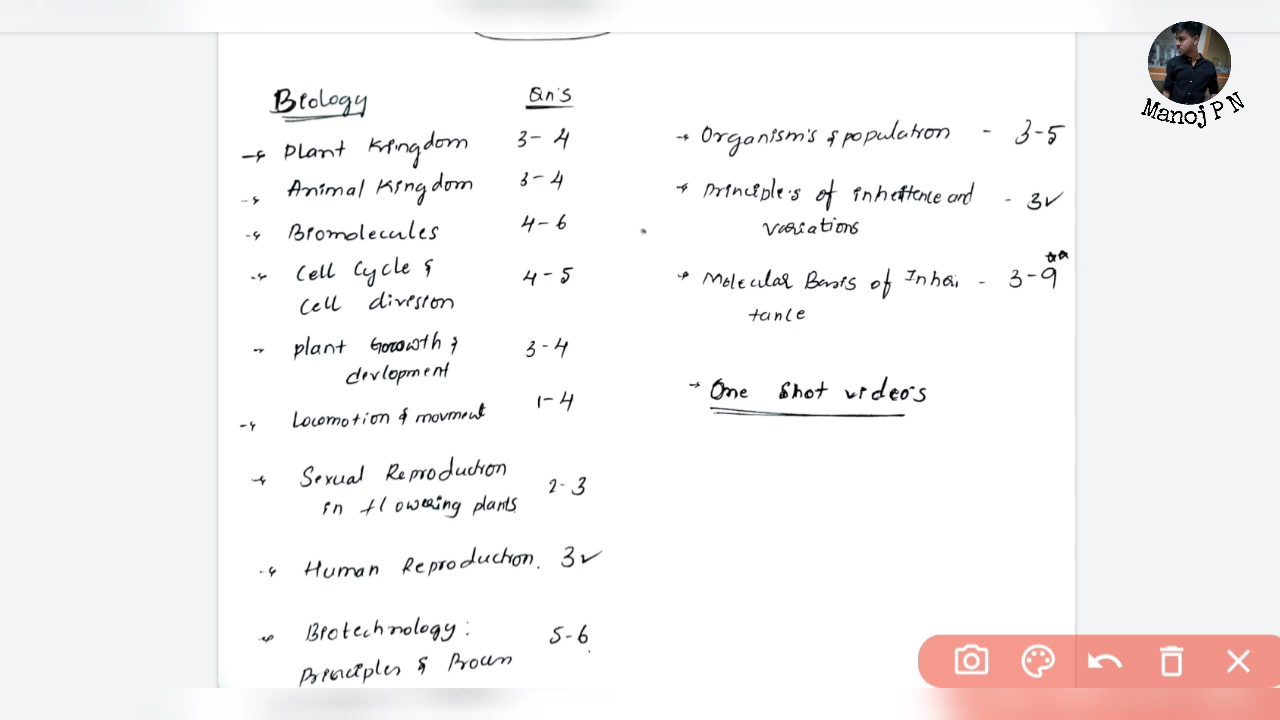 Biology Qn's
→ Plant Kingdom 3-4
→ Animal Kingdom 3-4
→ Biomolecules 4-6
→ Cell Cycle &
Cell division 4-5
→ plant Growth &
devlopment 3-4
→ Locomotion & movment 1-4
→ Sexual Reproduction
in flowering plants 2-3
→ Human Reproduction. 3✓
→ Biotechnology:
Principles & Process 5-6
→ Organism's & population - 3-5
→ Principle's of inheritence and - 3✓
variations
→ Molecular Basis of Inhei - 3-9**
tance
→ One Shot video's
Manoj P N